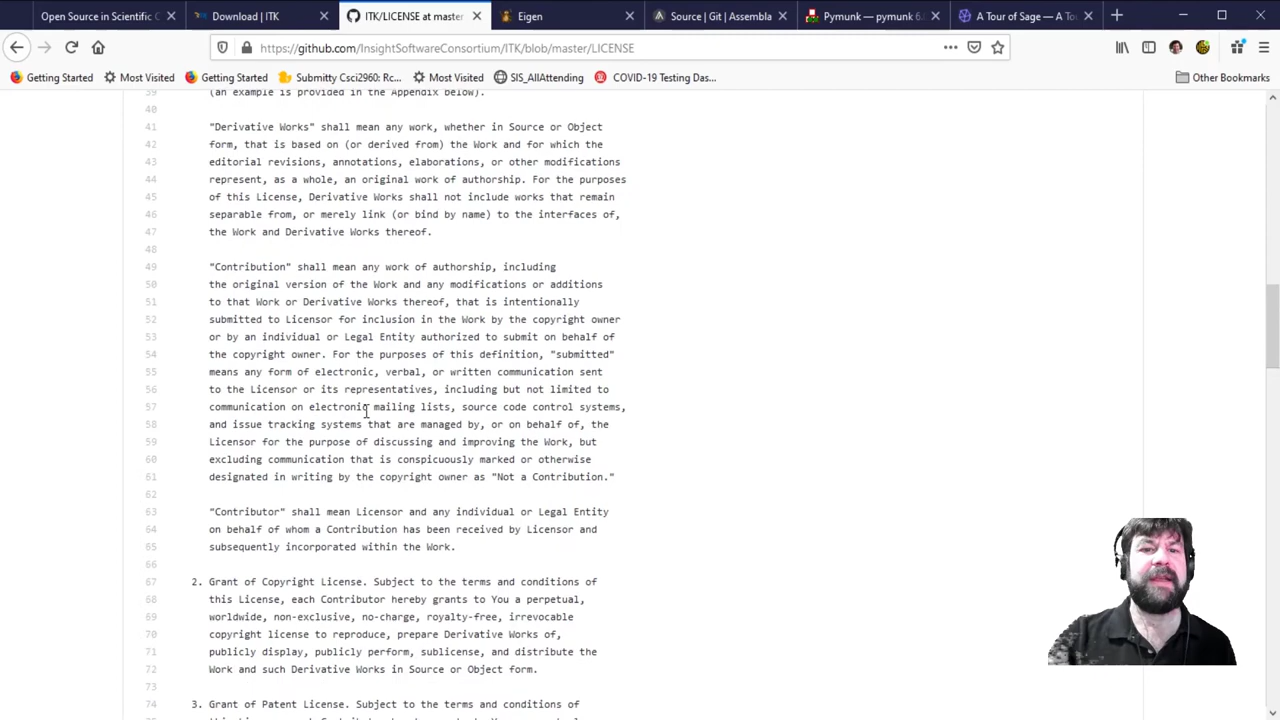 Open Source in Scientific C
Download | ITK
ITK/LICENSE at master
Eigen
Source | Git | Assembla
Pymunk — pymunk 6.
A Tour of Sage — A To
https://github.com/InsightSoftwareConsortium/ITK/blob/master/LICENSE
Getting Started
Most Visited
Getting Started
Submitty Csci2960: Rc...
Most Visited
SIS_AllAttending
COVID-19 Testing Das...
Other Bookmarks
39 (an example is provided in the Appendix below).
40
41 "Derivative Works" shall mean any work, whether in Source or Object
42 form, that is based on (or derived from) the Work and for which the
43 editorial revisions, annotations, elaborations, or other modifications
44 represent, as a whole, an original work of authorship. For the purposes
45 of this License, Derivative Works shall not include works that remain
46 separable from, or merely link (or bind by name) to the interfaces of,
47 the Work and Derivative Works thereof.
48
49 "Contribution" shall mean any work of authorship, including
50 the original version of the Work and any modifications or additions
51 to that Work or Derivative Works thereof, that is intentionally
52 submitted to Licensor for inclusion in the Work by the copyright owner
53 or by an individual or Legal Entity authorized to submit on behalf of
54 the copyright owner. For the purposes of this definition, "submitted"
55 means any form of electronic, verbal, or written communication sent
56 to the Licensor or its representatives, including but not limited to
57 communication on electronic mailing lists, source code control systems,
58 and issue tracking systems that are managed by, or on behalf of, the
59 Licensor for the purpose of discussing and improving the Work, but
60 excluding communication that is conspicuously marked or otherwise
61 designated in writing by the copyright owner as "Not a Contribution."
62
63 "Contributor" shall mean Licensor and any individual or Legal Entity
64 on behalf of whom a Contribution has been received by Licensor and
65 subsequently incorporated within the Work.
66
67 2. Grant of Copyright License. Subject to the terms and conditions of
68 this License, each Contributor hereby grants to You a perpetual,
69 worldwide, non-exclusive, no-charge, royalty-free, irrevocable
70 copyright license to reproduce, prepare Derivative Works of,
71 publicly display, publicly perform, sublicense, and distribute the
72 Work and such Derivative Works in Source or Object form.
73
74 3. Grant of Patent License. Subject to the terms and conditions of